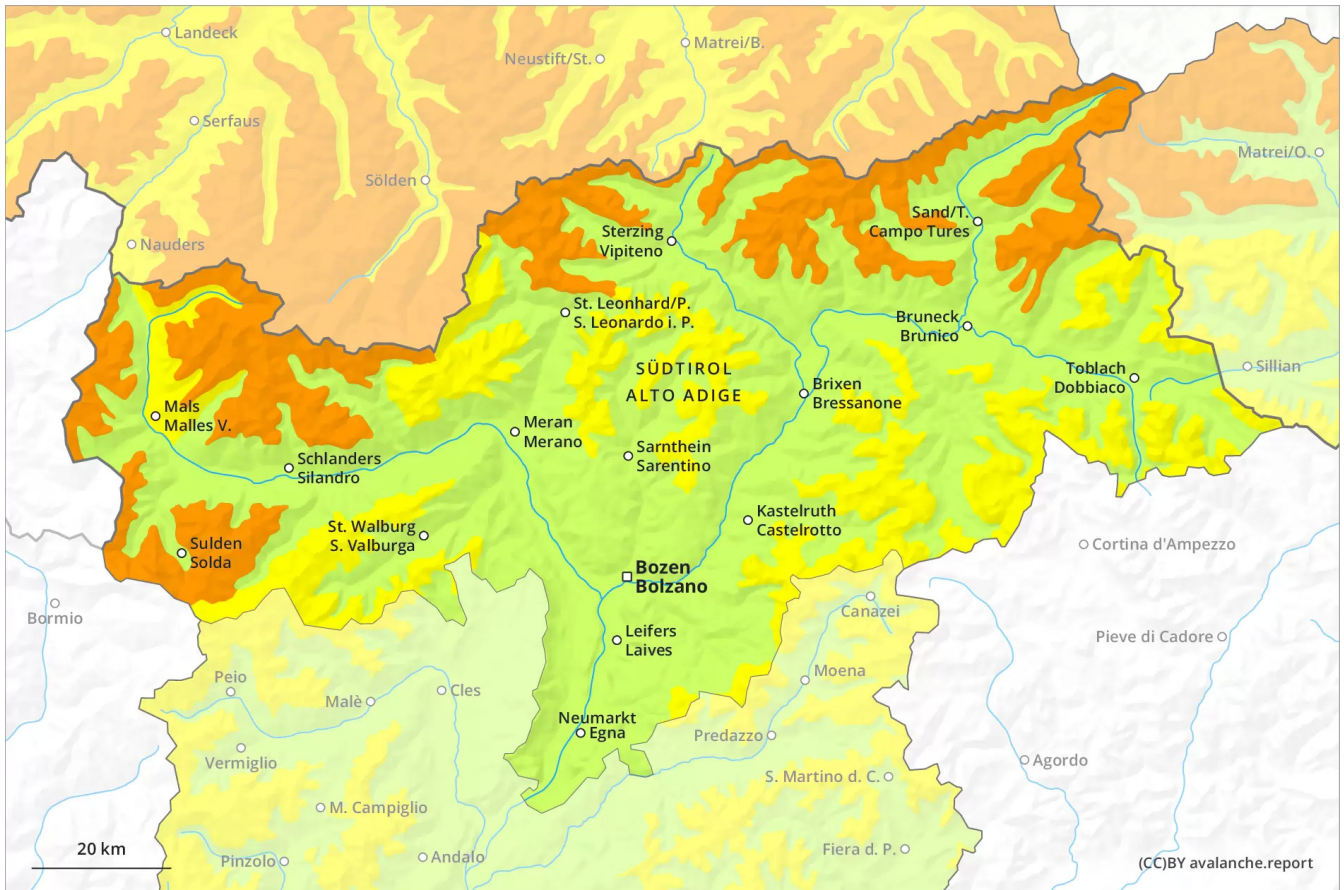 Landeck
Matrei/B.
Neustift/St.
Serfaus
Matrei/O.
Sölden
Nauders
Sand/T.
Campo Tures
Sterzing
Vipiteno
St. Leonhard/P.
S. Leonardo i. P.
Bruneck
Brunico
SÜDTIROL
ALTO ADIGE
Toblach
Dobbiaco
Sillian
Brixen
Bressanone
Mals
Malles V.
Meran
Merano
Sarnthein
Sarentino
Schlanders
Silandro
Kastelruth
Castelrotto
St. Walburg
S. Valburga
Sulden
Solda
Cortina d'Ampezzo
Bozen
Bolzano
Bormio
Canazei
Leifers
Laives
Pieve di Cadore
Peio
Malè
Cles
Moena
Neumarkt
Egna
Predazzo
Vermiglio
Agordo
S. Martino d. C.
M. Campiglio
20 km
Pinzolo
Andalo
Fiera d. P.
(CC)BY avalanche.report